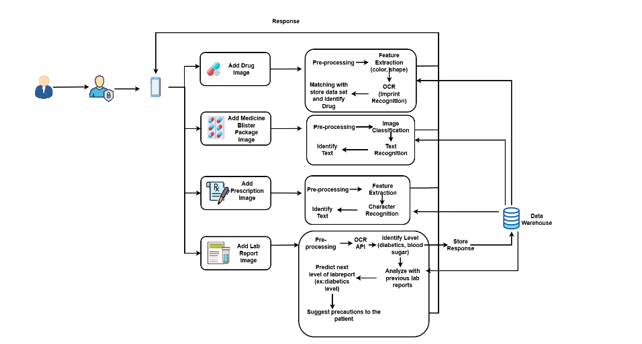 Response
Add Drug
Image
Pre-processing
Feature
Extraction
(color, shape)
OCR
(Imprint
Recognition)
Matching with
store data set
and Identify
Drug
Add Medicine
Blister
Package
Image
Pre-processing
Image
Classification
Text
Recognition
Identify
Text
Add
Prescription
Image
Pre-processing
Feature
Extraction
Character
Recognition
Identify
Text
Add Lab
Report
Image
Pre-
processing
OCR
API
Identify Level
(diabetics, blood
sugar)
Analyze with
previous lab
reports
Predict next
level of labreport
(ex:diabetics
level)
Suggest precautions to the
patient
Store
Response
Data
Warehouse